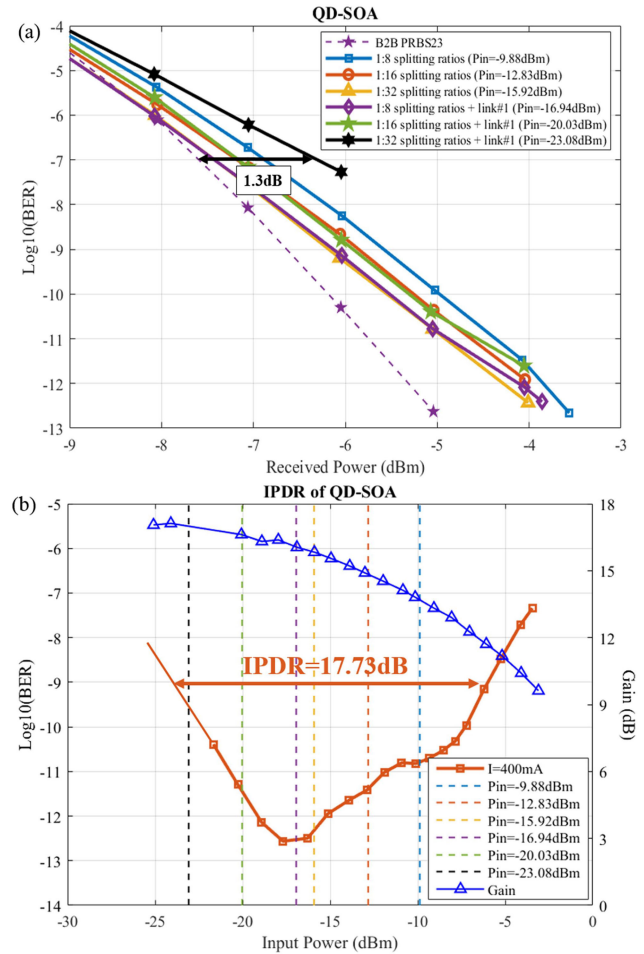 QD-SOA
(a)
B2B PRBS23
1:8 splitting ratios (Pin=-9.88dBm)
1:16 splitting ratios (Pin=-12.83dBm)
1:32 splitting ratios (Pin=-15.92dBm)
1:8 splitting ratios + link#1 (Pin=-16.94dBm)
1:16 splitting ratios + link#1 (Pin=-20.03dBm)
1:32 splitting ratios + link#1 (Pin=-23.08dBm)
1.3dB
Log10(BER)
-4
-5
-6
-7
-8
-9
-10
-11
-12
-13
-9 -8 -7 -6 -5 -4 -3
Received Power (dBm)
(b)
IPDR of QD-SOA
IPDR=17.73dB
Log10(BER)
-5
-6
-7
-8
-9
-10
-11
-12
-13
-14
Gain (dB)
18
15
12
9
6
3
0
I=400mA
Pin=-9.88dBm
Pin=-12.83dBm
Pin=-15.92dBm
Pin=-16.94dBm
Pin=-20.03dBm
Pin=-23.08dBm
Gain
-30 -25 -20 -15 -10 -5 0
Input Power (dBm)